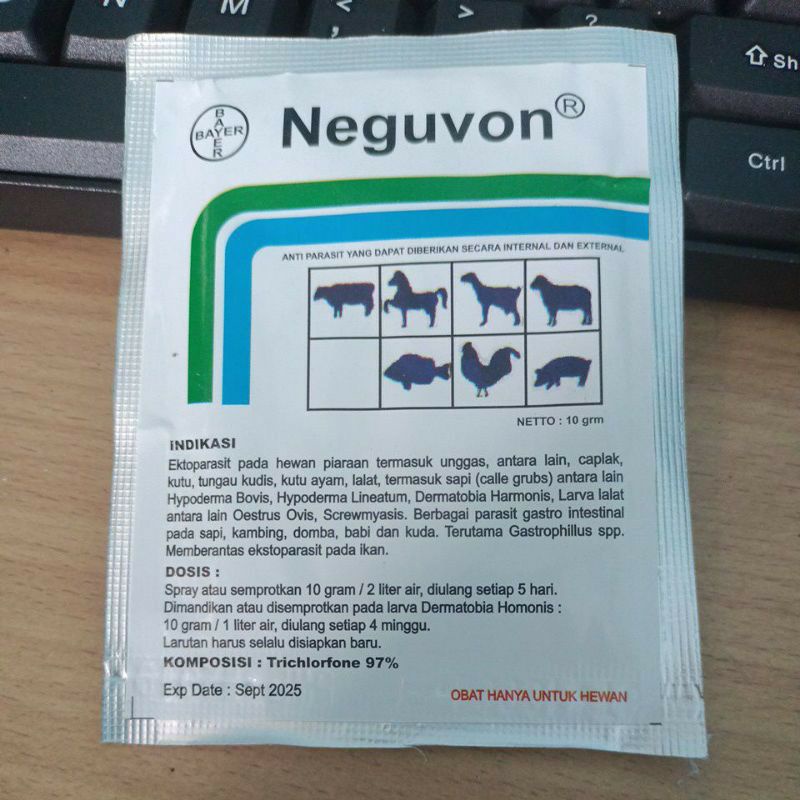 N
M
<
,
>
?
Sh
Ctrl
BAYER
BAYER
Neguvon®
ANTI PARASIT YANG DAPAT DIBERIKAN SECARA INTERNAL DAN EXTERNAL
NETTO : 10 grm
INDIKASI
Ektoparasit pada hewan piaraan termasuk unggas, antara lain, caplak,
kutu, tungau kudis, kutu ayam, lalat, termasuk sapi (calle grubs) antara lain
Hypoderma Bovis, Hypoderma Lineatum, Dermatobia Harmonis, Larva lalat
antara lain Oestrus Ovis, Screwmyasis. Berbagai parasit gastro intestinal
pada sapi, kambing, domba, babi dan kuda. Terutama Gastrophillus spp.
Memberantas ekstoparasit pada ikan.
DOSIS :
Spray atau semprotkan 10 gram / 2 liter air, diulang setiap 5 hari.
Dimandikan atau disemprotkan pada larva Dermatobia Homonis :
10 gram / 1 liter air, diulang setiap 4 minggu.
Larutan harus selalu disiapkan baru.
KOMPOSISI : Trichlorfone 97%
Exp Date : Sept 2025
OBAT HANYA UNTUK HEWAN